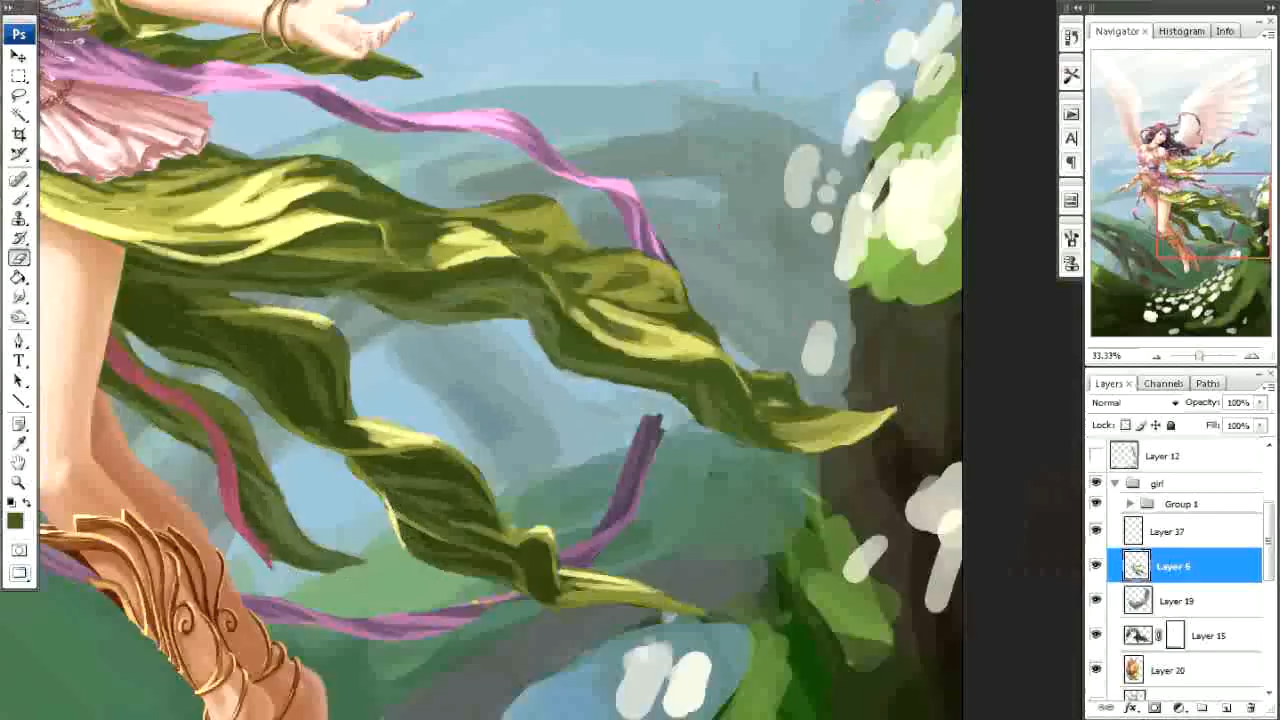 Ps
Navigator × Histogram Info
T
A
33.33%
Layers × Channels Paths
Normal Opacity: 100%
Lock: Fill: 100%
Layer 12
girl
Group 1
Layer 37
Layer 6
Layer 19
Layer 15
Layer 20
fx